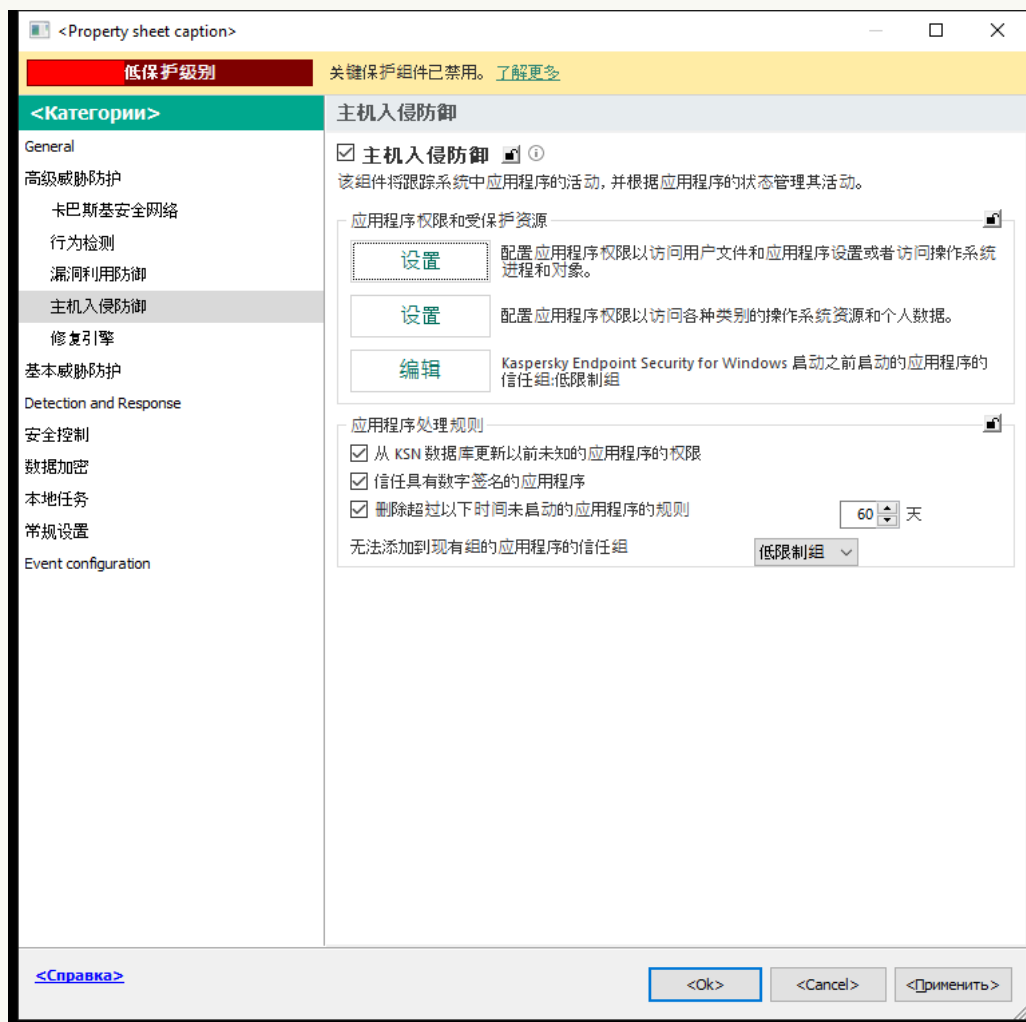 <Property sheet caption>
低保护级别
关键保护组件已禁用。 了解更多
<Категории>
General
高级威胁防护
卡巴斯基安全网络
行为检测
漏洞利用防御
主机入侵防御
修复引擎
基本威胁防护
Detection and Response
安全控制
数据加密
本地任务
常规设置
Event configuration
主机入侵防御
主机入侵防御
该组件将跟踪系统中应用程序的活动, 并根据应用程序的状态管理其活动。
应用程序权限和受保护资源
设置
配置应用程序权限以访问用户文件和应用程序设置或者访问操作系统
进程和对象。
设置
配置应用程序权限以访问各种类别的操作系统资源和个人数据。
编辑
Kaspersky Endpoint Security for Windows 启动之前启动的应用程序的
信任组:低限制组
应用程序处理规则
从 KSN 数据库更新以前未知的应用程序的权限
信任具有数字签名的应用程序
删除超过以下时间未启动的应用程序的规则
60 天
无法添加到现有组的应用程序的信任组
低限制组
<Справка>
<Ok>
<Cancel>
<Применить>